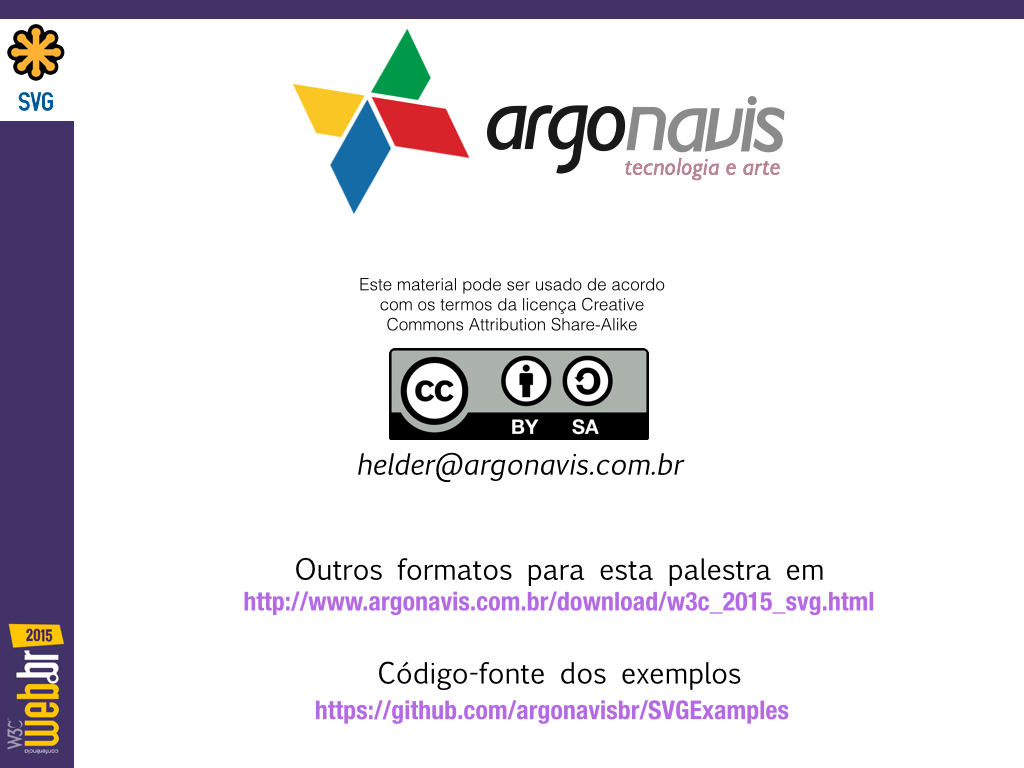 SVG
argonavis
tecnologia e arte
Este material pode ser usado de acordo
com os termos da licença Creative
Commons Attribution Share-Alike
cc
BY SA
helder@argonavis.com.br
Outros formatos para esta palestra em
http://www.argonavis.com.br/download/w3c_2015_svg.html
Código-fonte dos exemplos
https://github.com/argonavisbr/SVGExamples
2015
W3C
web.br
conferência